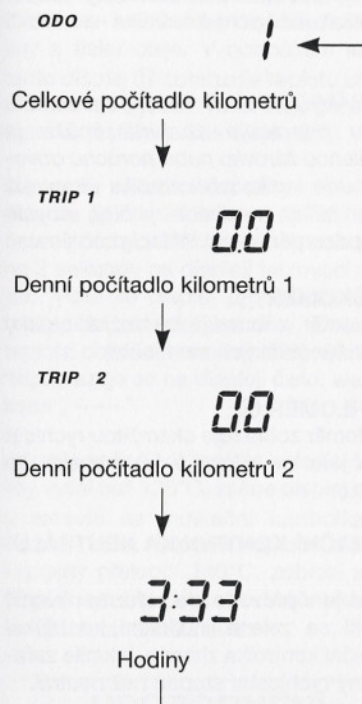 ODO
1
Celkové počítadlo kilometrů
TRIP 1
0.0
Denní počítadlo kilometrů 1
TRIP 2
0.0
Denní počítadlo kilometrů 2
3:33
Hodiny